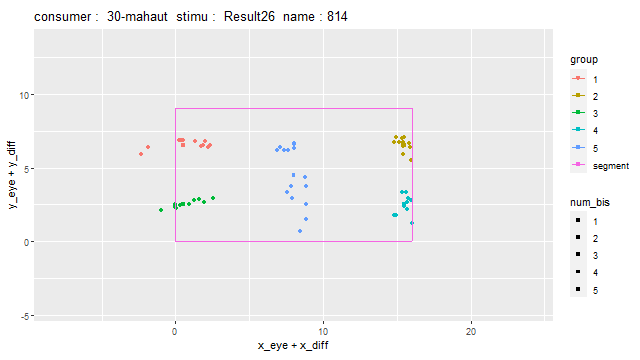 consumer :  30-mahaut  stimu :  Result26  name : 814
y_eye + y_diff
10
5
0
-5
0
10
20
x_eye + x_diff
group
1
2
3
4
5
segment
num_bis
1
2
3
4
5